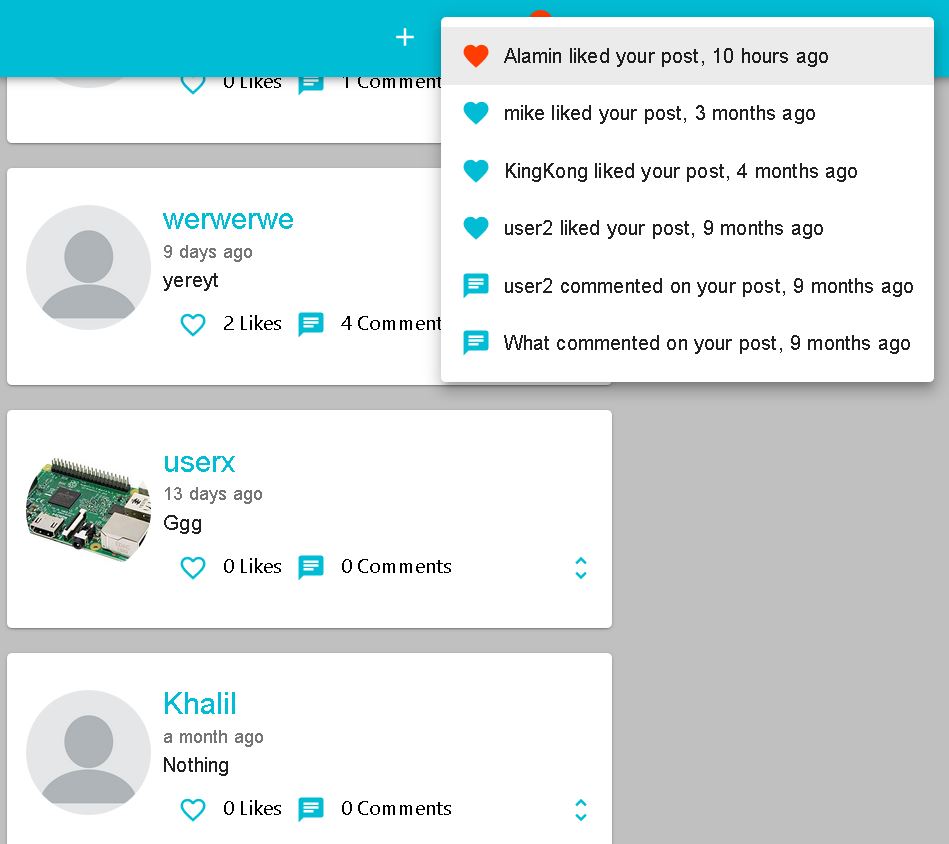 Alamin liked your post, 10 hours ago
mike liked your post, 3 months ago
KingKong liked your post, 4 months ago
user2 liked your post, 9 months ago
user2 commented on your post, 9 months ago
What commented on your post, 9 months ago
0 Likes 1 Comment
werwerwe
9 days ago
yereyt
2 Likes 4 Comment
userx
13 days ago
Ggg
0 Likes 0 Comments
Khalil
a month ago
Nothing
0 Likes 0 Comments